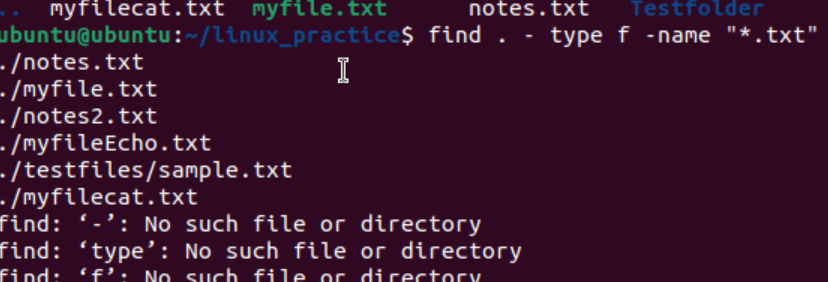 .. myfilecat.txt myfile.txt notes.txt Testfolder
ubuntu@ubuntu:~/linux_practice$ find . - type f -name "*.txt"
./notes.txt
./myfile.txt
./notes2.txt
./myfileEcho.txt
./testfiles/sample.txt
./myfilecat.txt
find: ‘-’: No such file or directory
find: ‘type’: No such file or directory
find: ‘f’: No such file or directory